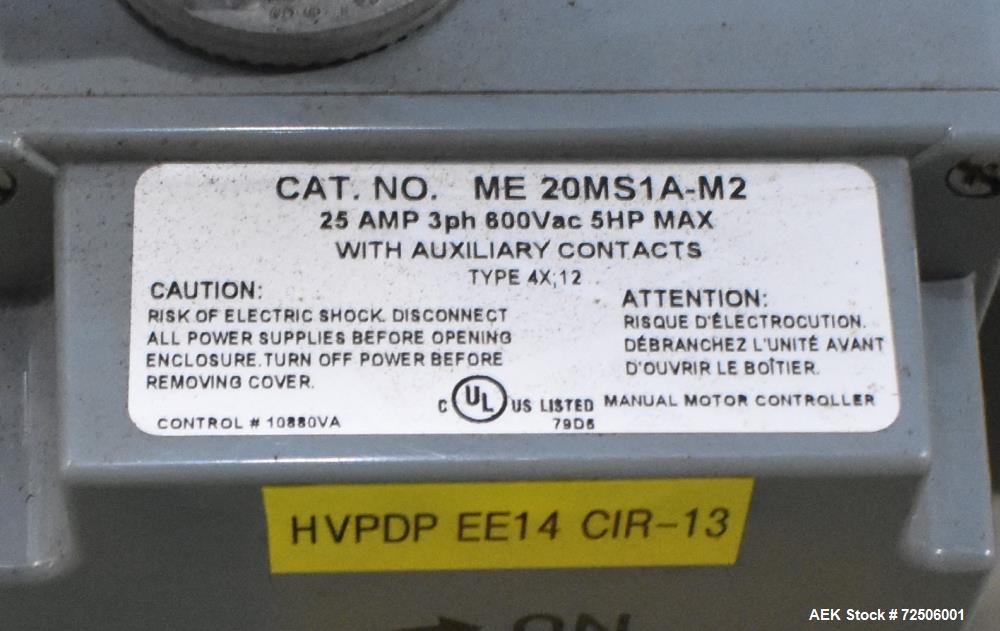 CAT. NO. ME 20MS1A-M2
25 AMP 3ph 600Vac 5HP MAX
WITH AUXILIARY CONTACTS
TYPE 4X,12
CAUTION:
RISK OF ELECTRIC SHOCK. DISCONNECT
ALL POWER SUPPLIES BEFORE OPENING
ENCLOSURE. TURN OFF POWER BEFORE
REMOVING COVER.
CONTROL # 10880VA
ATTENTION:
RISQUE D'ÉLECTROCUTION.
DÉBRANCHEZ L'UNITÉ AVANT
D'OUVRIR LE BOÎTIER.
C UL US LISTED MANUAL MOTOR CONTROLLER
79D6
HVPDP EE14 CIR-13
ON
AEK Stock # 72506001